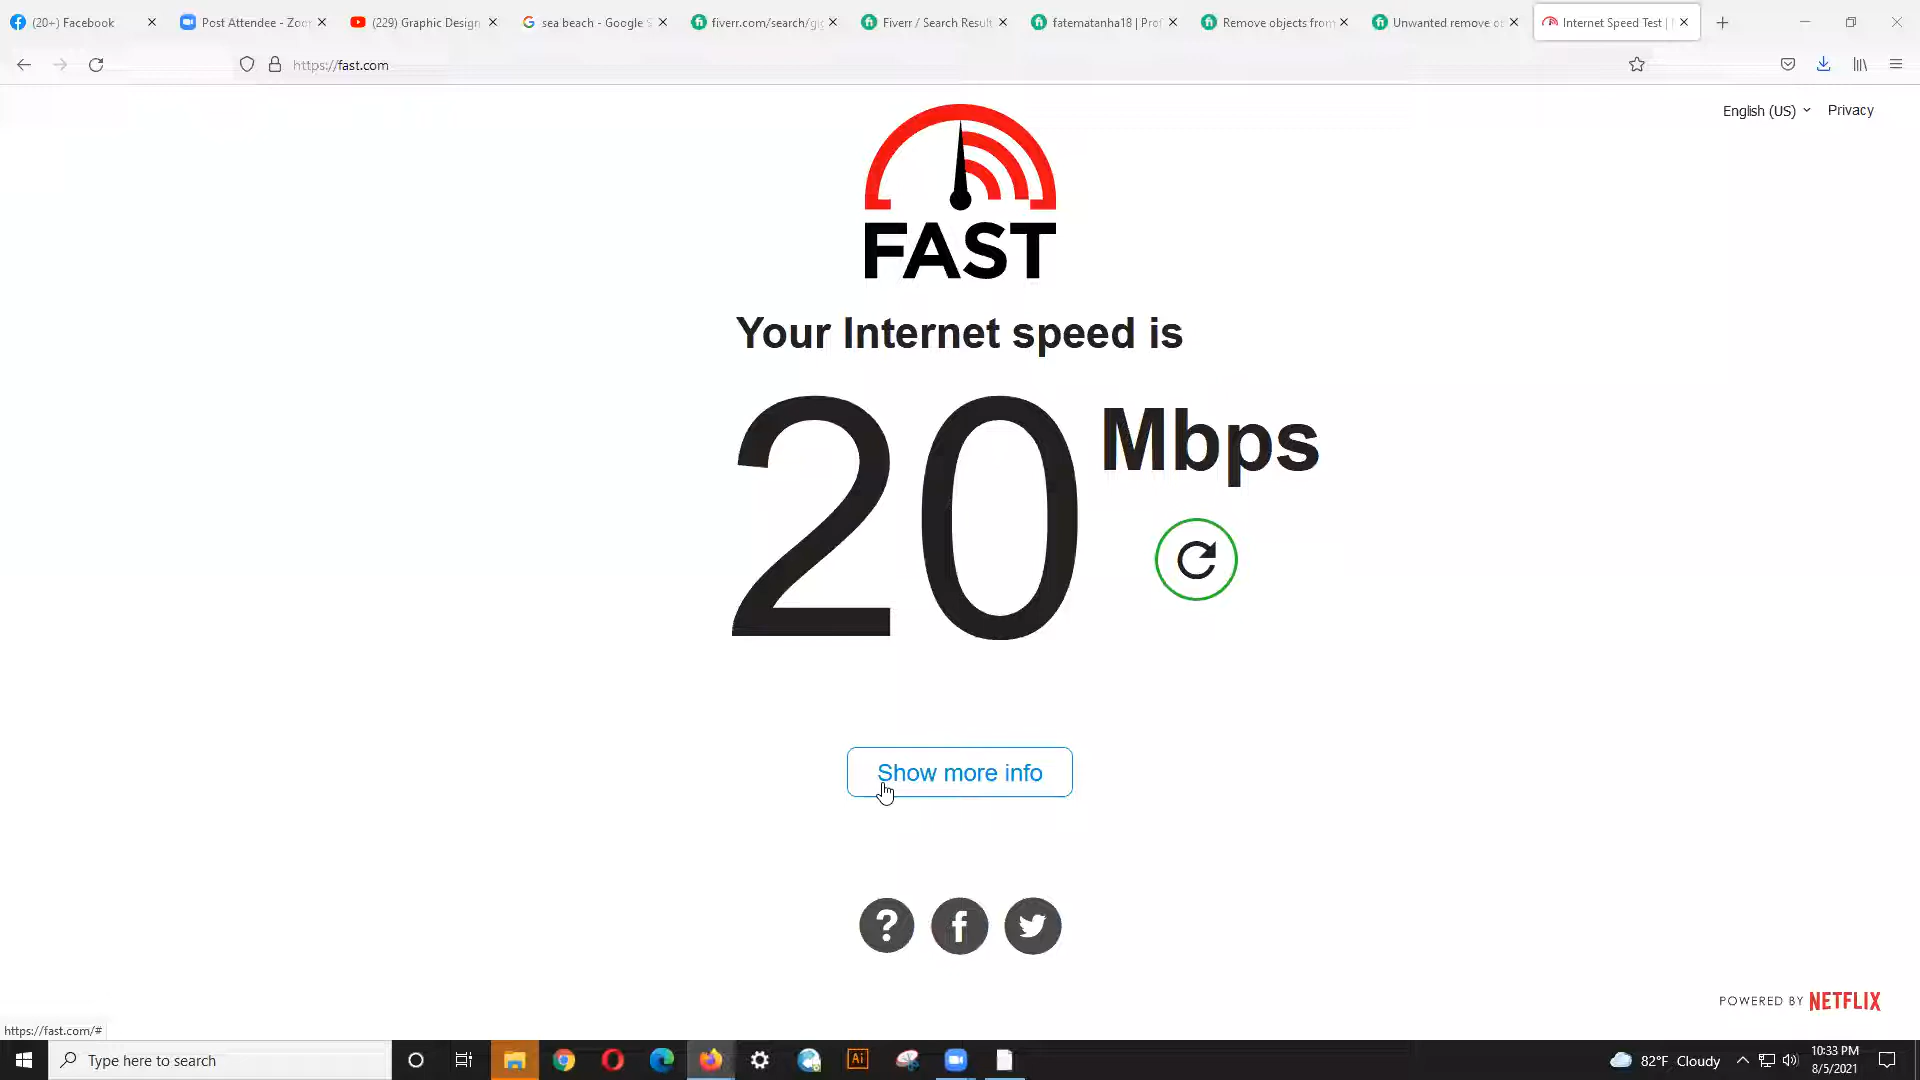 (20+) Facebook
Post Attendee - Zoo
(229) Graphic Design
sea beach - Google S
fiverr.com/search/gig
Fiverr / Search Result
fatematanha18 | Prof
Remove objects from
Unwanted remove o
Internet Speed Test |
https://fast.com
English (US)
Privacy
FAST
Your Internet speed is
20 Mbps
Show more info
POWERED BY NETFLIX
https://fast.com/#
Type here to search
Ai
82°F Cloudy
10:33 PM
8/5/2021